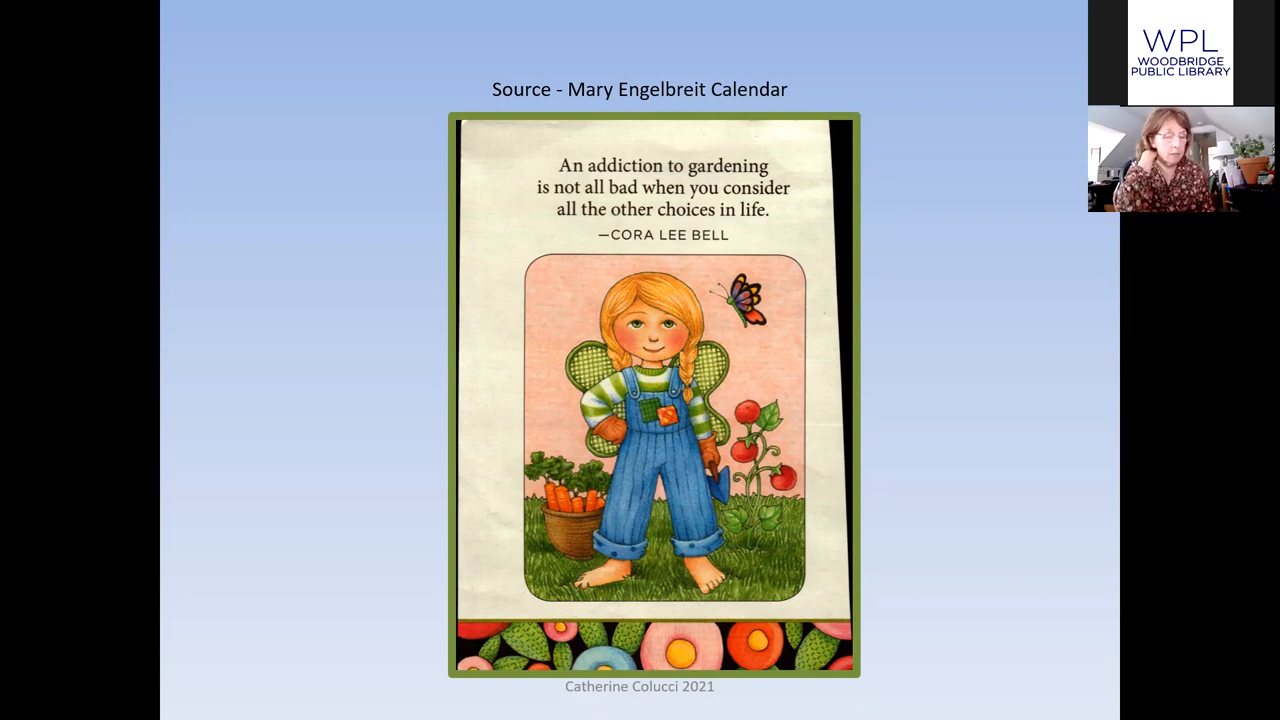 Source - Mary Engelbreit Calendar
An addiction to gardening
is not all bad when you consider
all the other choices in life.
—CORA LEE BELL
Catherine Colucci 2021
WPL
WOODBRIDGE
PUBLIC LIBRARY